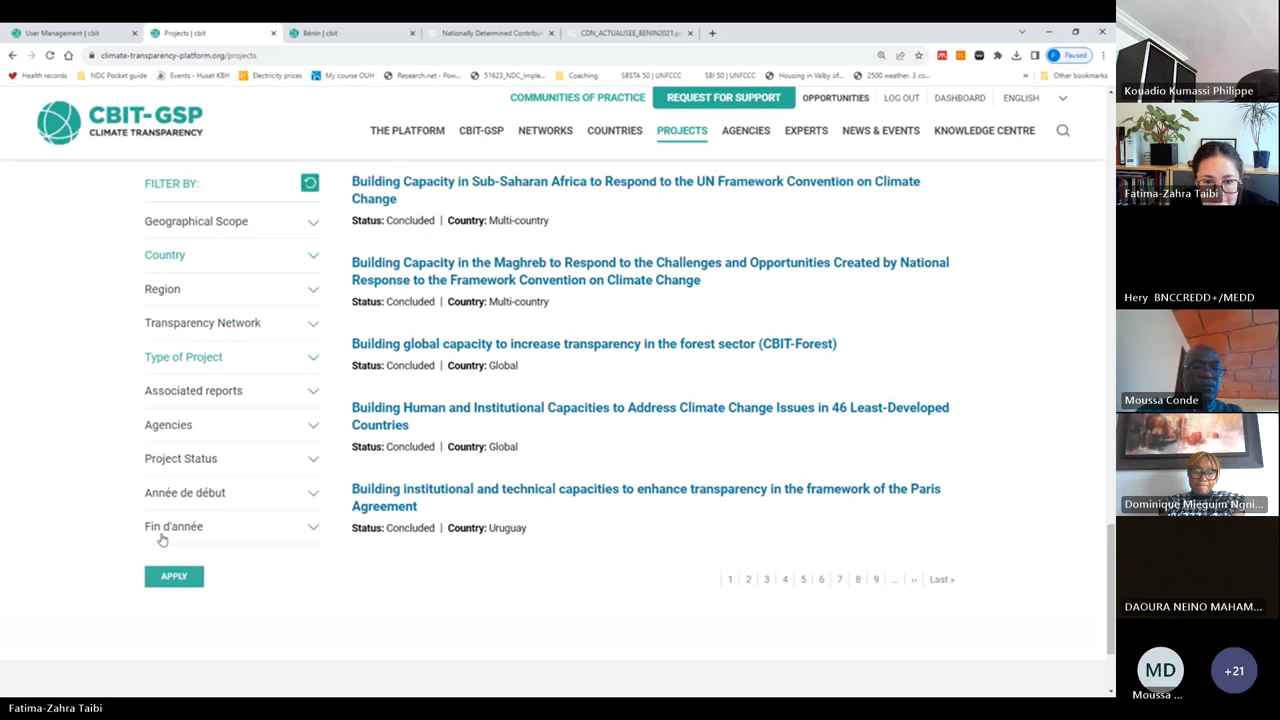 User Management | cbit
Projects | cbit
Bénin | cbit
Nationally Determined Contribut
CDN_ACTUALISEE_BENIN2021.p
climate-transparency-platform.org/projects
Paused
Health records
NDC Pocket guide
Events - Huset KBH
Electricity prices
My course OUH
Research.net - Pow...
51623_NDC_Imple...
Coaching
SBSTA 50 | UNFCCC
SBI 50 | UNFCCC
Housing in Valby of...
2500 weather. 3 co...
Other bookmarks
CBIT-GSP
CLIMATE TRANSPARENCY
COMMUNITIES OF PRACTICE
REQUEST FOR SUPPORT
OPPORTUNITIES
LOG OUT
DASHBOARD
ENGLISH
THE PLATFORM
CBIT-GSP
NETWORKS
COUNTRIES
PROJECTS
AGENCIES
EXPERTS
NEWS & EVENTS
KNOWLEDGE CENTRE
FILTER BY:
Geographical Scope
Country
Region
Transparency Network
Type of Project
Associated reports
Agencies
Project Status
Année de début
Fin d'année
APPLY
Building Capacity in Sub-Saharan Africa to Respond to the UN Framework Convention on Climate
Change
Status: Concluded | Country: Multi-country
Building Capacity in the Maghreb to Respond to the Challenges and Opportunities Created by National
Response to the Framework Convention on Climate Change
Status: Concluded | Country: Multi-country
Building global capacity to increase transparency in the forest sector (CBIT-Forest)
Status: Concluded | Country: Global
Building Human and Institutional Capacities to Address Climate Change Issues in 46 Least-Developed
Countries
Status: Concluded | Country: Global
Building institutional and technical capacities to enhance transparency in the framework of the Paris
Agreement
Status: Concluded | Country: Uruguay
1 | 2 | 3 | 4 | 5 | 6 | 7 | 8 | 9 | ... | ›› | Last »
Kouadio Kumassi Philippe
Fatima-Zahra Taibi
Hery BNCCREDD+/MEDD
Moussa Conde
Dominique Mieguim Ngni...
DAOURA NEINO MAHAM...
MD
+21
Moussa ...
Fatima-Zahra Taibi